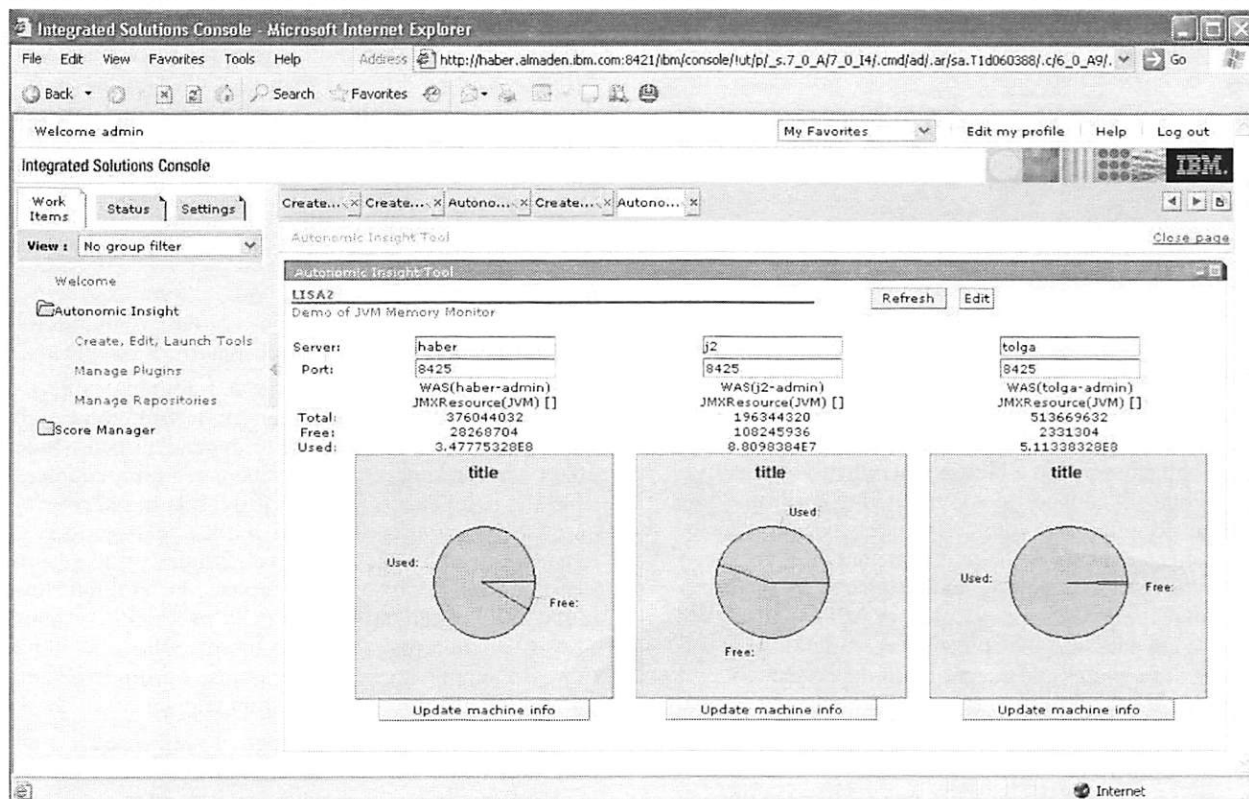 Integrated Solutions Console - Microsoft Internet Explorer
File Edit View Favorites Tools Help Address http://haber.almaden.ibm.com:8421/ibm/console/!ut/p/_s.7_0_A/7_0_I4/.cmd/ad/.ar/sa.T1d060388/.c/6_0_A9/. Go
Back Search Favorites
Welcome admin My Favorites Edit my profile Help Log out
Integrated Solutions Console IBM.
Work Items Status Settings Create... Create... Autono... Create... Autono...
View : No group filter Autonomic Insight Tool Close page
Welcome
Autonomic Insight
Create, Edit, Launch Tools
Manage Plugins
Manage Repositories
Score Manager
Autonomic Insight Tool
LISA2 Refresh Edit
Demo of JVM Memory Monitor
Server: haber j2 tolga
Port: 8425 8425 8425
WAS(haber-admin) WAS(j2-admin) WAS(tolga-admin)
JMXResource(JVM) [] JMXResource(JVM) [] JMXResource(JVM) []
Total: 376044032 196344320 513669632
Free: 28268704 108245936 2331304
Used: 3.47775328E8 8.8098384E7 5.11338328E8
title title title
Used: Free: Used: Free: Used: Free:
Update machine info Update machine info Update machine info
Internet